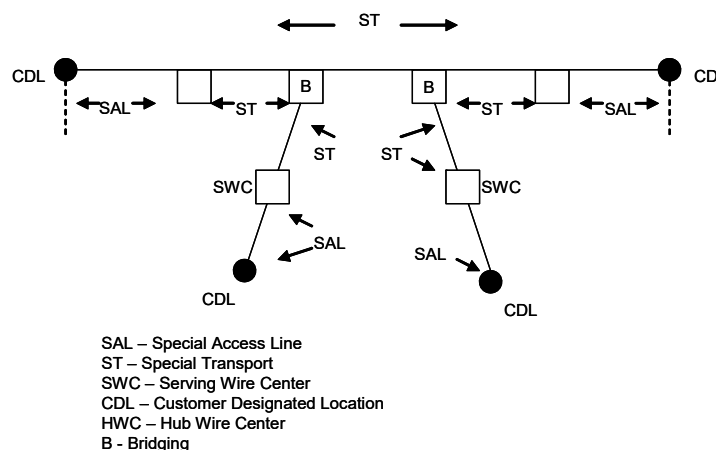 ST
CDL
CD
B
B
SAL
ST
ST
SAL
ST
ST
SWC
SWC
SAL
SAL
CDL
CDL
SAL – Special Access Line
ST – Special Transport
SWC – Serving Wire Center
CDL – Customer Designated Location
HWC – Hub Wire Center
B - Bridging